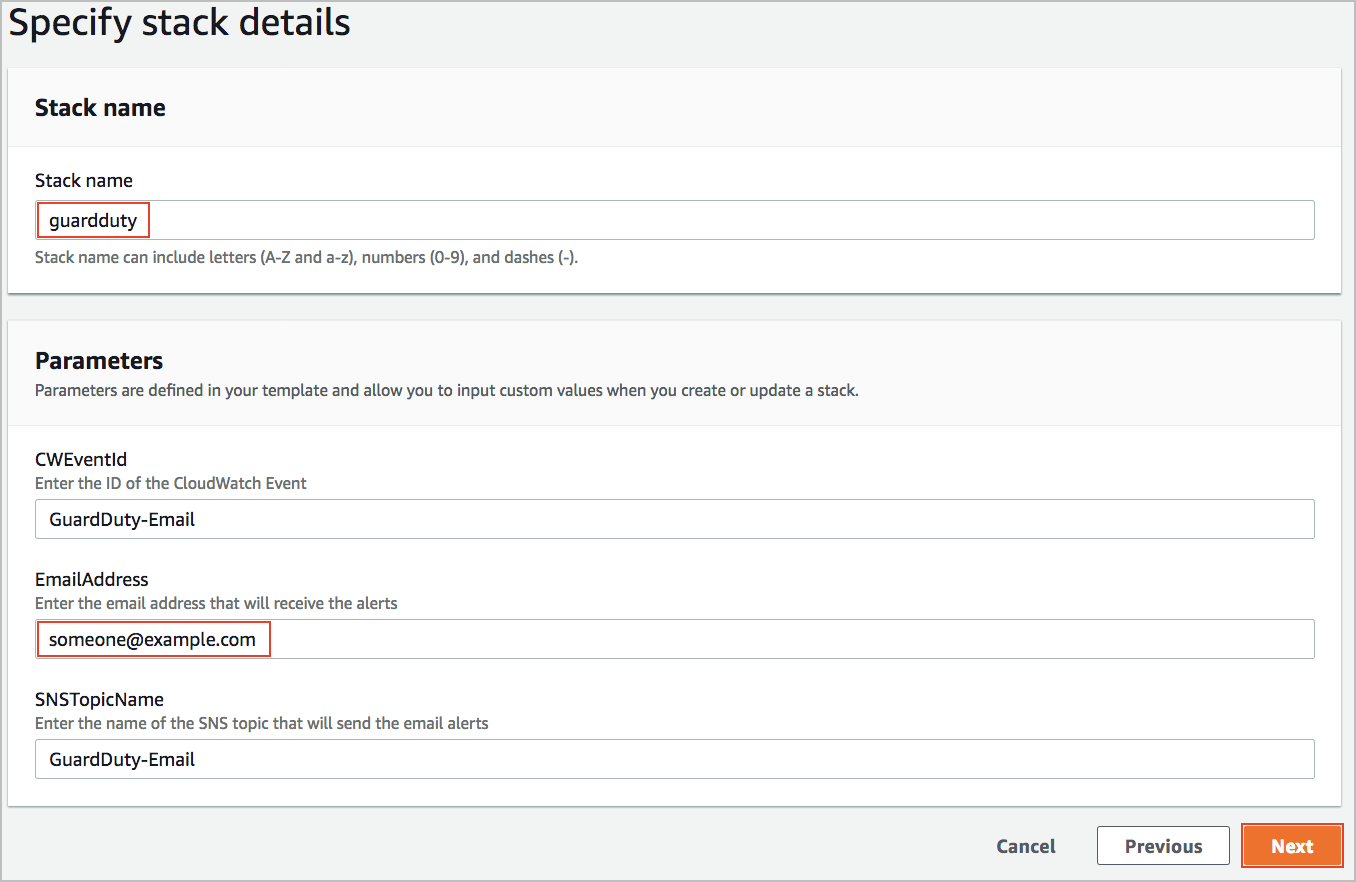 Specify stack details
Stack name
Stack name
guardduty
Stack name can include letters (A-Z and a-z), numbers (0-9), and dashes (-).
Parameters
Parameters are defined in your template and allow you to input custom values when you create or update a stack.
CWEventId
Enter the ID of the CloudWatch Event
GuardDuty-Email
EmailAddress
Enter the email address that will receive the alerts
someone@example.com
SNSTopicName
Enter the name of the SNS topic that will send the email alerts
GuardDuty-Email
Cancel Previous Next